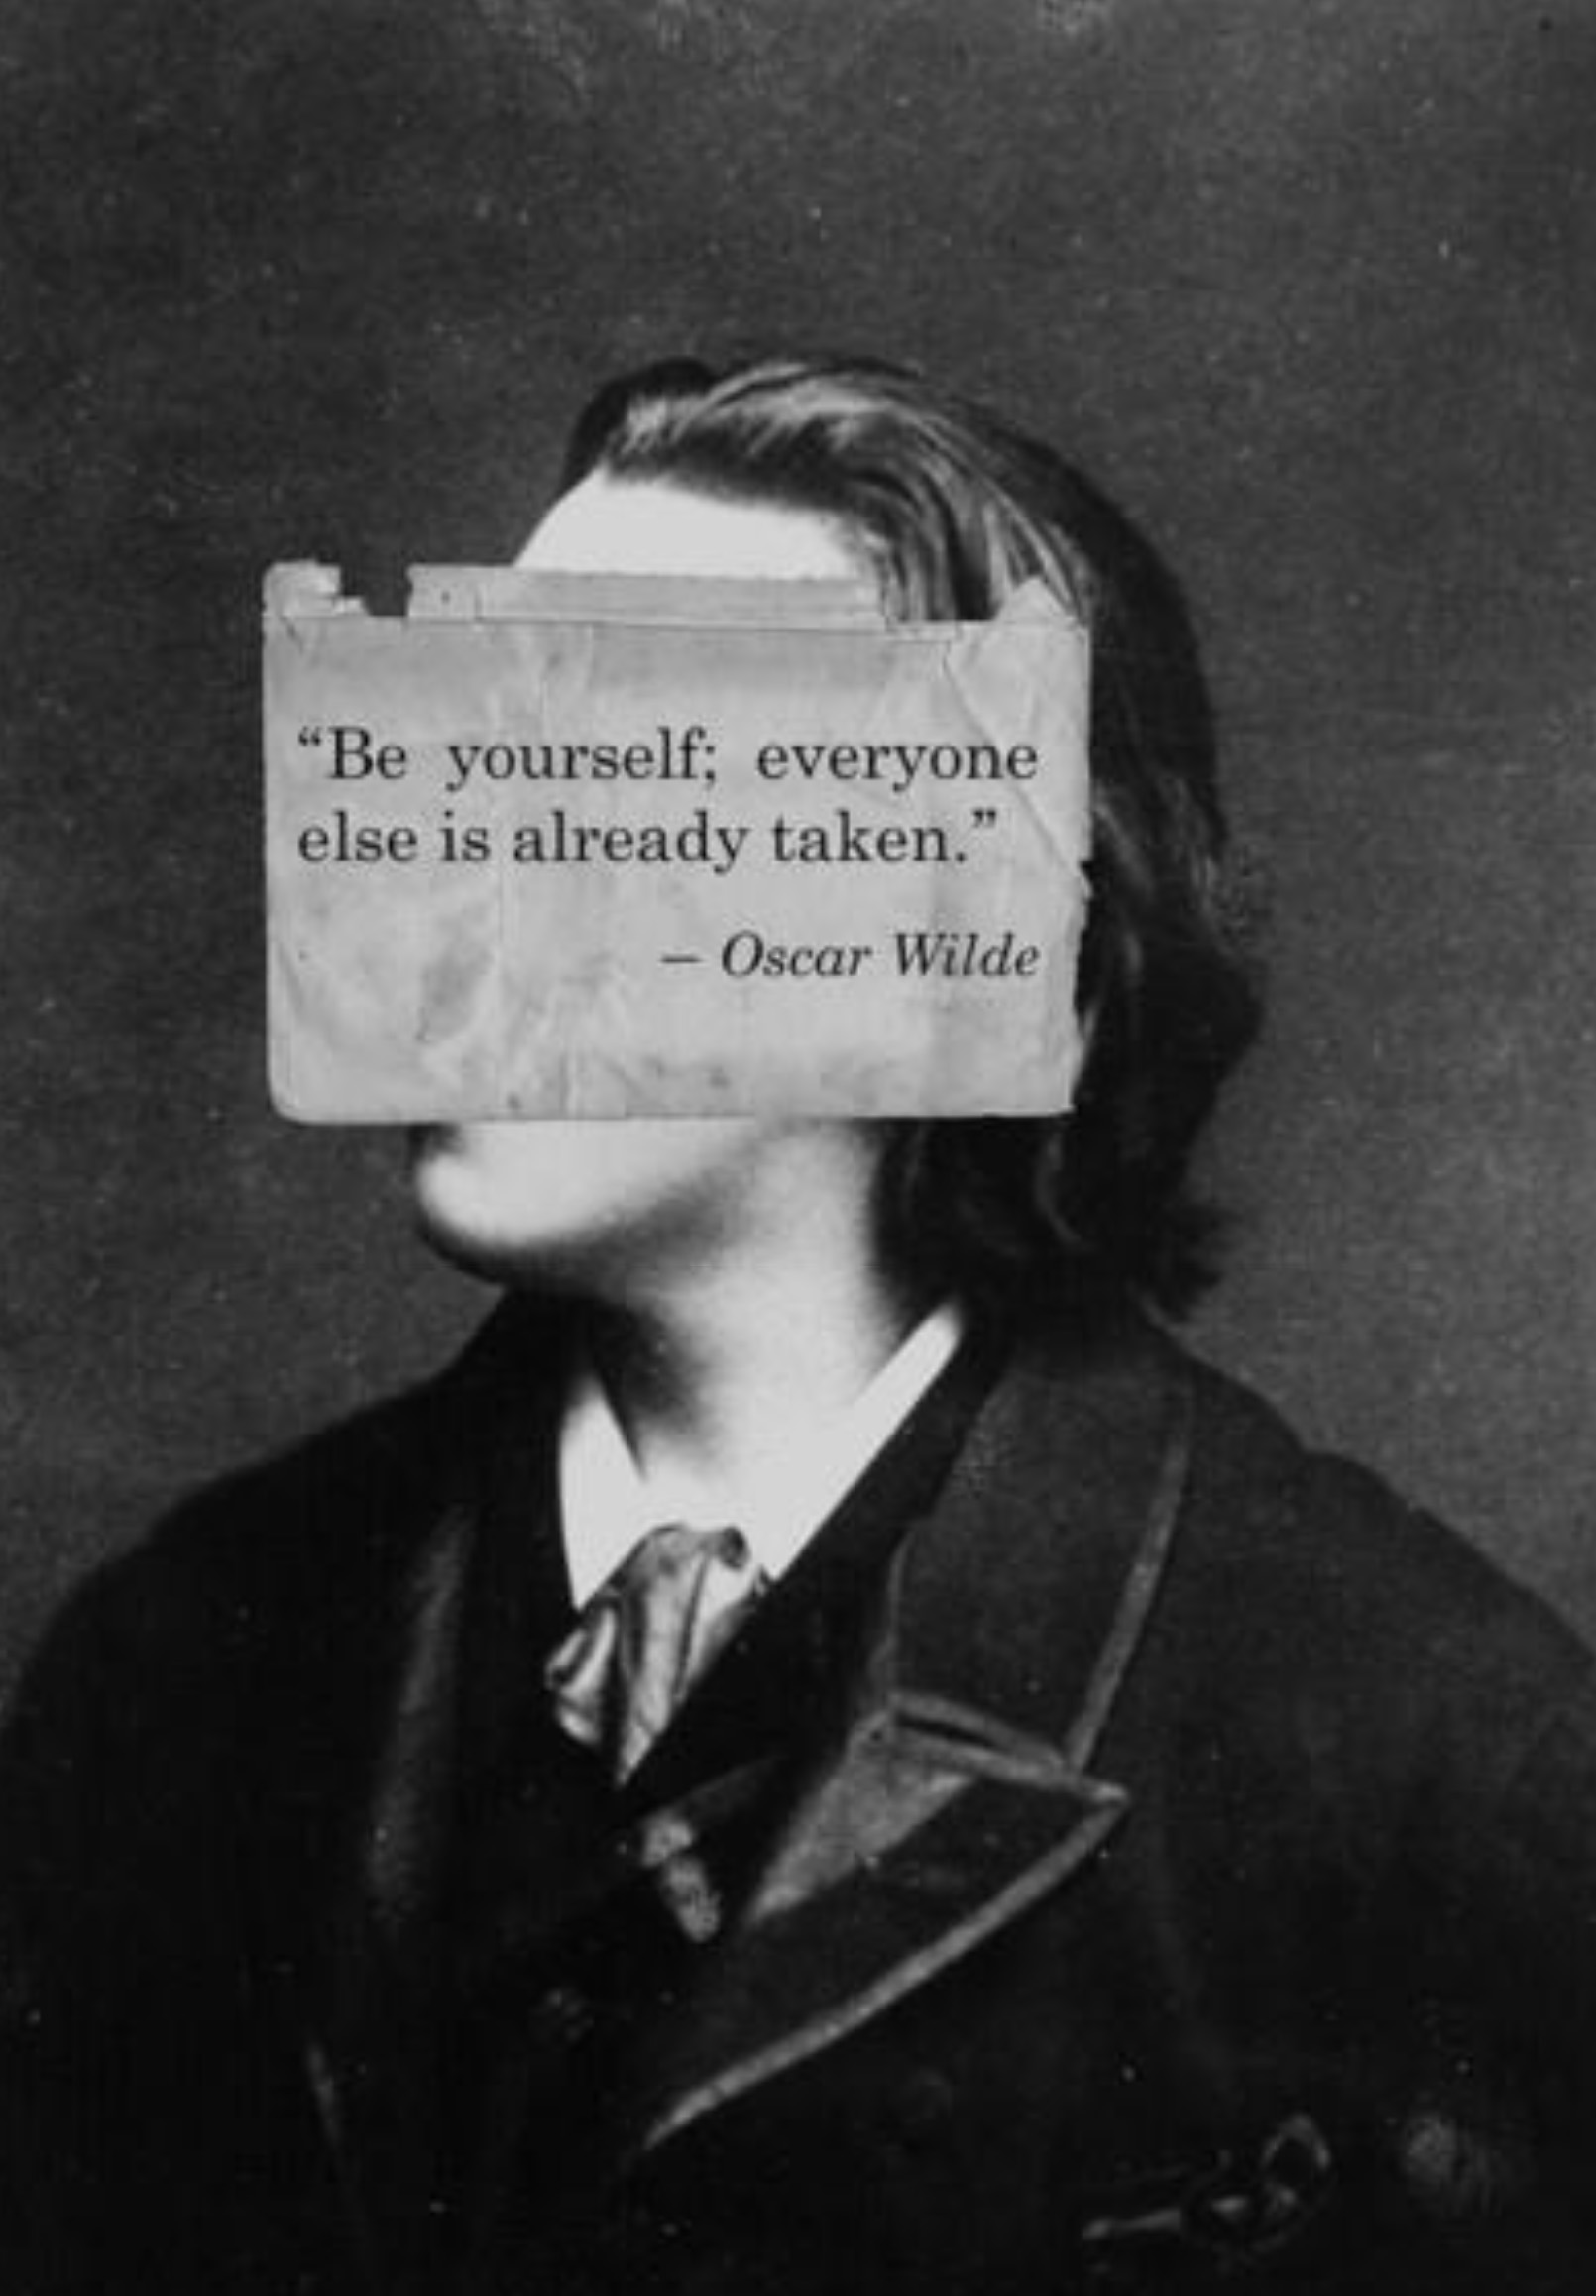 “Be yourself; everyone
else is already taken.”
– Oscar Wilde